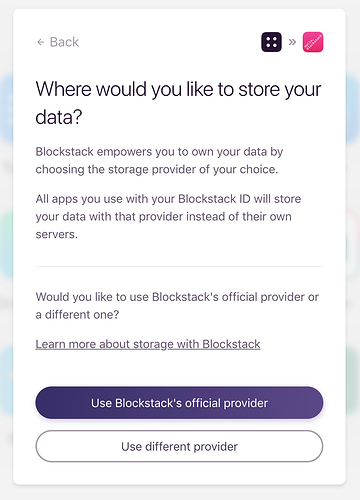 ← Back
»
Where would you like to store your
data?
Blockstack empowers you to own your data by
choosing the storage provider of your choice.
All apps you use with your Blockstack ID will store
your data with that provider instead of their own
servers.
Would you like to use Blockstack's official provider or
a different one?
Learn more about storage with Blockstack
Use Blockstack's official provider
Use different provider